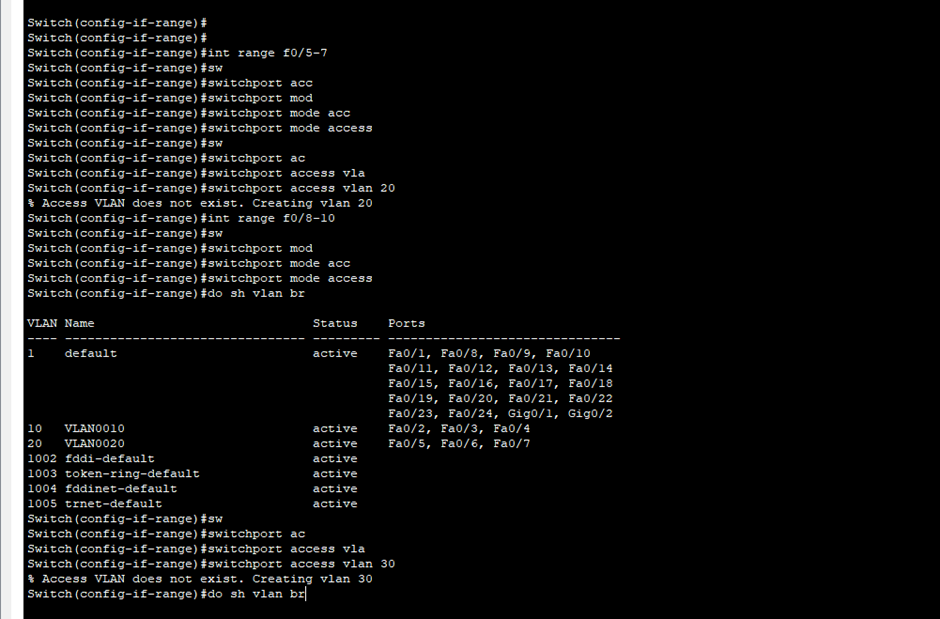 Switch(config-if-range)#
Switch(config-if-range)#
Switch(config-if-range)#int range f0/5-7
Switch(config-if-range)#sw
Switch(config-if-range)#switchport acc
Switch(config-if-range)#switchport mod
Switch(config-if-range)#switchport mode acc
Switch(config-if-range)#switchport mode access
Switch(config-if-range)#sw
Switch(config-if-range)#switchport ac
Switch(config-if-range)#switchport access vla
Switch(config-if-range)#switchport access vlan 20
% Access VLAN does not exist. Creating vlan 20
Switch(config-if-range)#int range f0/8-10
Switch(config-if-range)#sw
Switch(config-if-range)#switchport mod
Switch(config-if-range)#switchport mode acc
Switch(config-if-range)#switchport mode access
Switch(config-if-range)#do sh vlan br
VLAN Name                             Status    Ports
---- -------------------------------- --------- -------------------------------
1    default                          active    Fa0/1, Fa0/8, Fa0/9, Fa0/10
                                                Fa0/11, Fa0/12, Fa0/13, Fa0/14
                                                Fa0/15, Fa0/16, Fa0/17, Fa0/18
                                                Fa0/19, Fa0/20, Fa0/21, Fa0/22
                                                Fa0/23, Fa0/24, Gig0/1, Gig0/2
10   VLAN0010                         active    Fa0/2, Fa0/3, Fa0/4
20   VLAN0020                         active    Fa0/5, Fa0/6, Fa0/7
1002 fddi-default                     active
1003 token-ring-default               active
1004 fddinet-default                  active
1005 trnet-default                    active
Switch(config-if-range)#sw
Switch(config-if-range)#switchport ac
Switch(config-if-range)#switchport access vla
Switch(config-if-range)#switchport access vlan 30
% Access VLAN does not exist. Creating vlan 30
Switch(config-if-range)#do sh vlan br